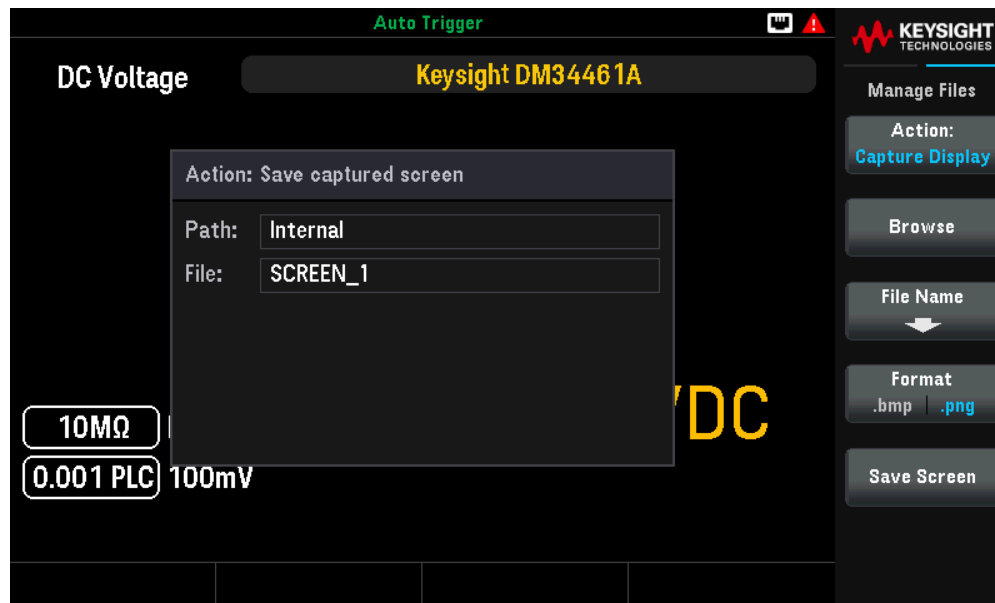 Auto Trigger
KEYSIGHT
TECHNOLOGIES
DC Voltage
Keysight DM34461A
Manage Files
Action:
Capture Display
Action: Save captured screen
Path: Internal
File: SCREEN_1
Browse
File Name
Format
.bmp .png
DC
10MΩ
0.001 PLC 100mV
Save Screen